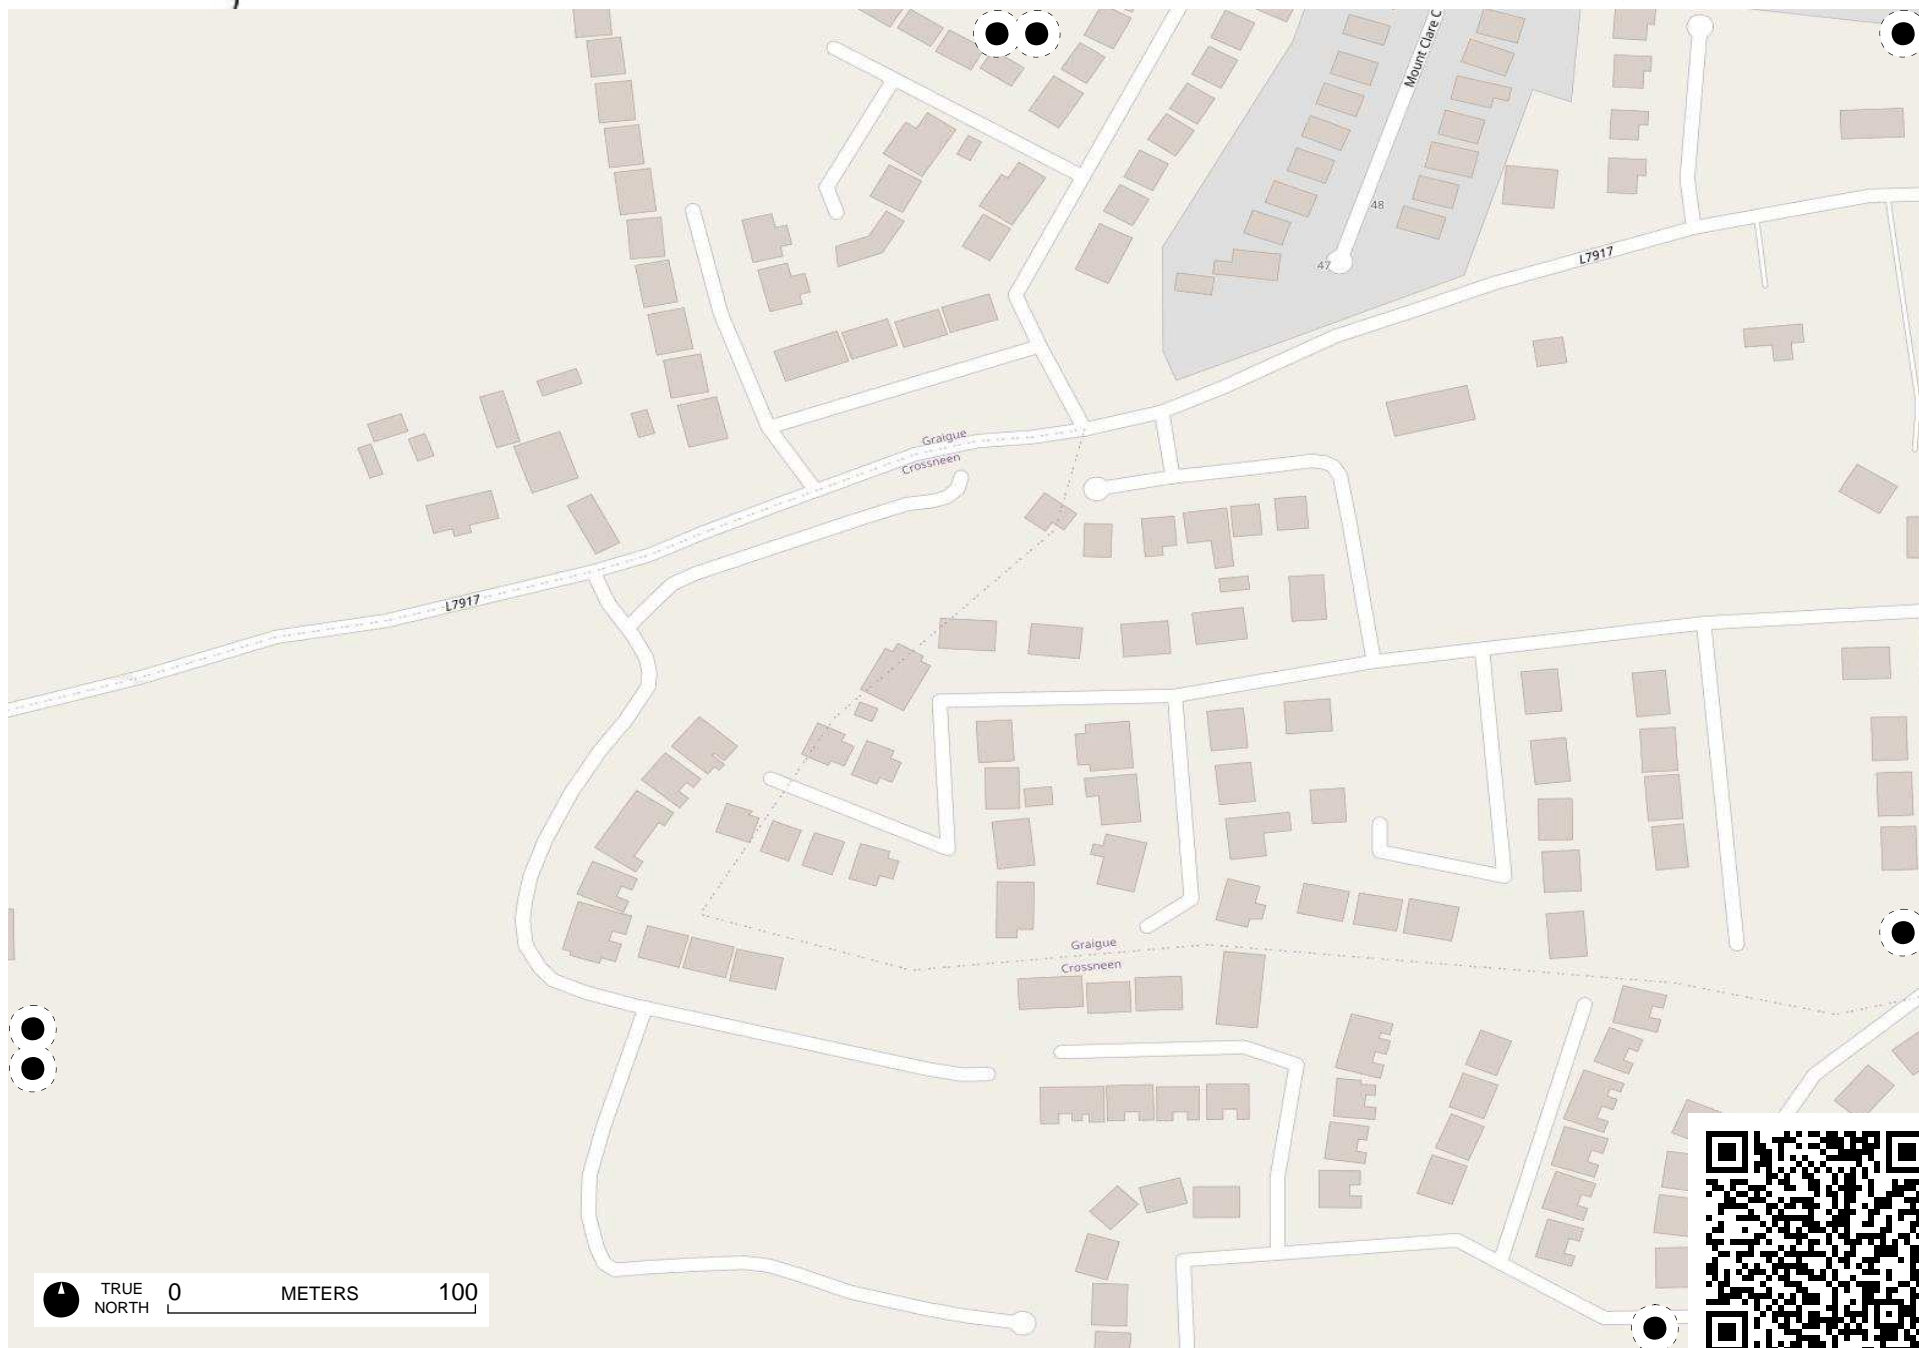 Mount Clare C
48
47
L7917
Graigue
Crossneen
L7917
Graigue
Crossneen
TRUE
NORTH
0 METERS 100